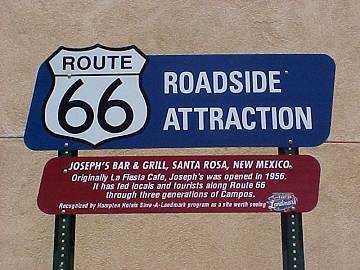 ROUTE
66
ROADSIDE
ATTRACTION
JOSEPH'S BAR & GRILL, SANTA ROSA, NEW MEXICO
Originally La Fiesta Cafe, Joseph's was opened in 1956.
It has fed locals and tourists along Route 66
through three generations of Campos.
Recognized by Hampton Hotels Save-A-Landmark program as a site worth seeing
Landmark